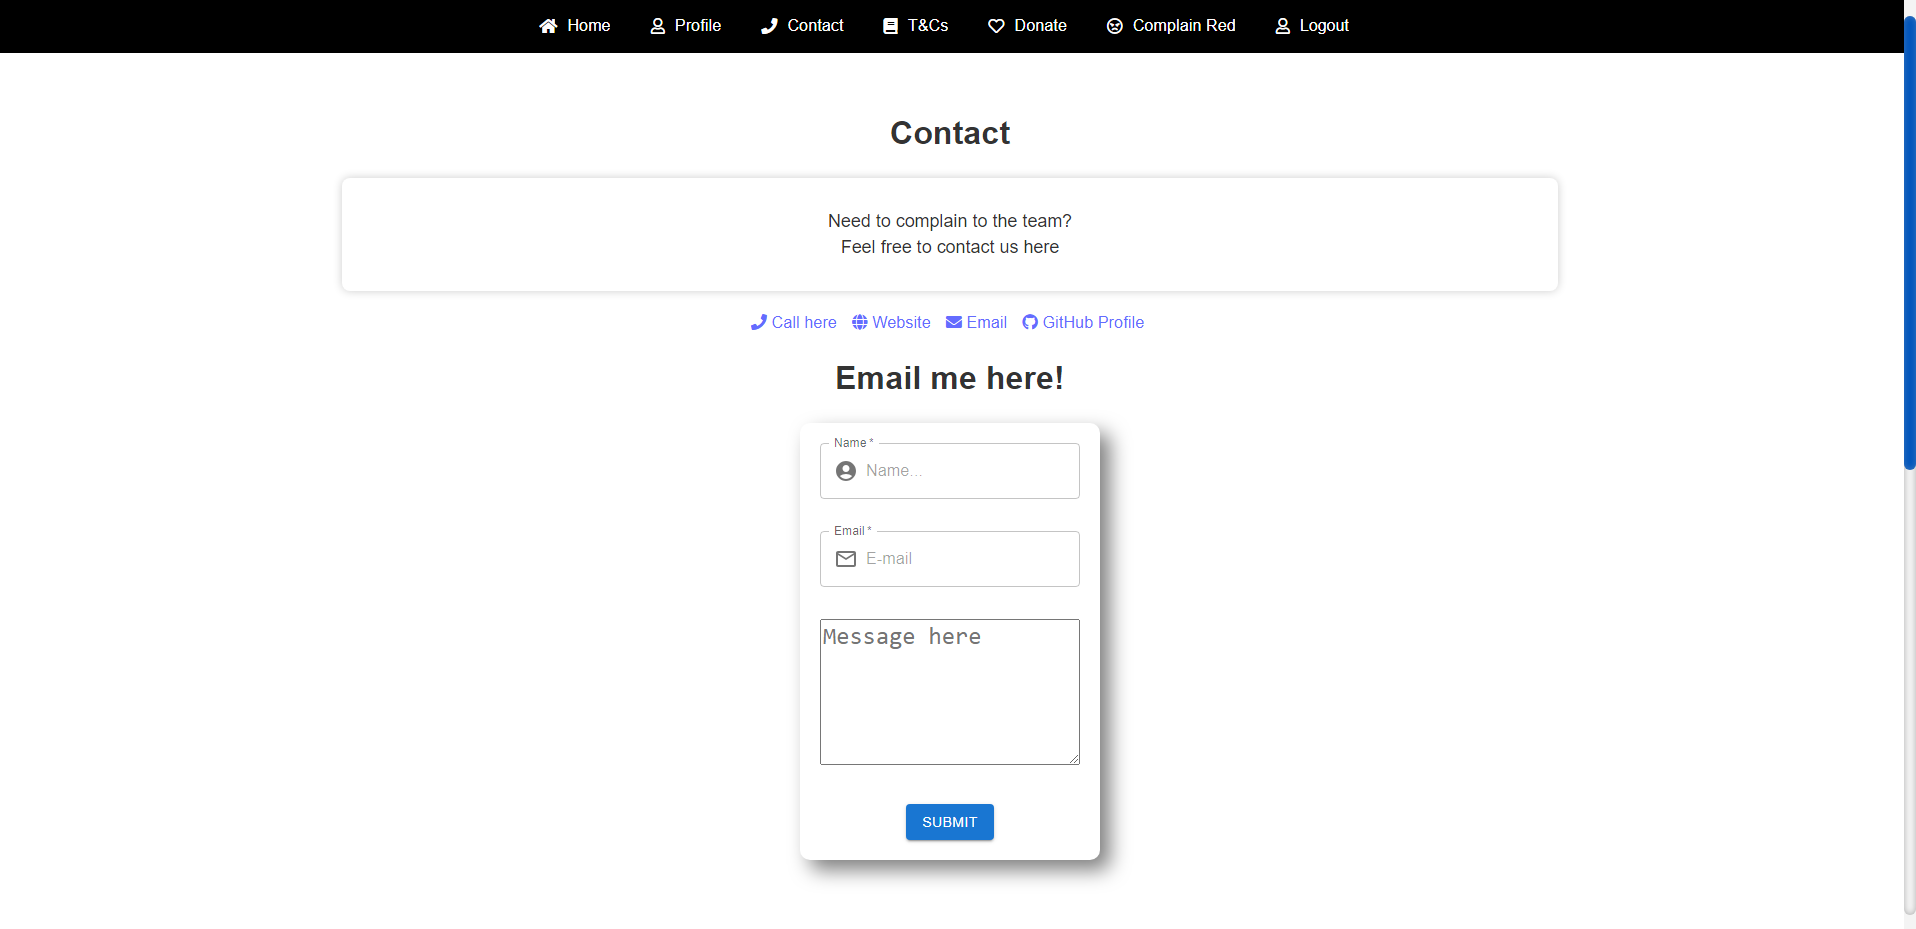 Home Profile Contact T&Cs Donate Complain Red Logout
Contact
Need to complain to the team?
Feel free to contact us here
Call here Website Email GitHub Profile
Email me here!
Name *
Name...
Email *
E-mail
Message here
SUBMIT